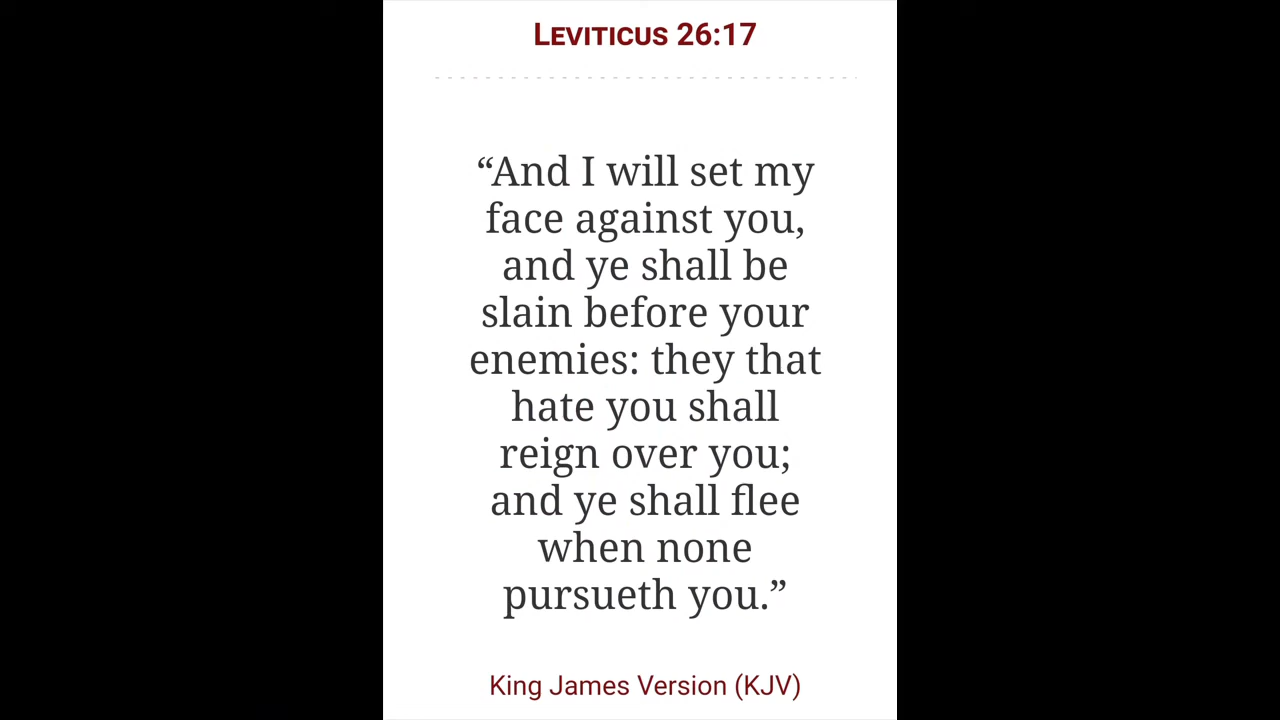 Leviticus 26:17
“And I will set my
face against you,
and ye shall be
slain before your
enemies: they that
hate you shall
reign over you;
and ye shall flee
when none
pursueth you.”
King James Version (KJV)